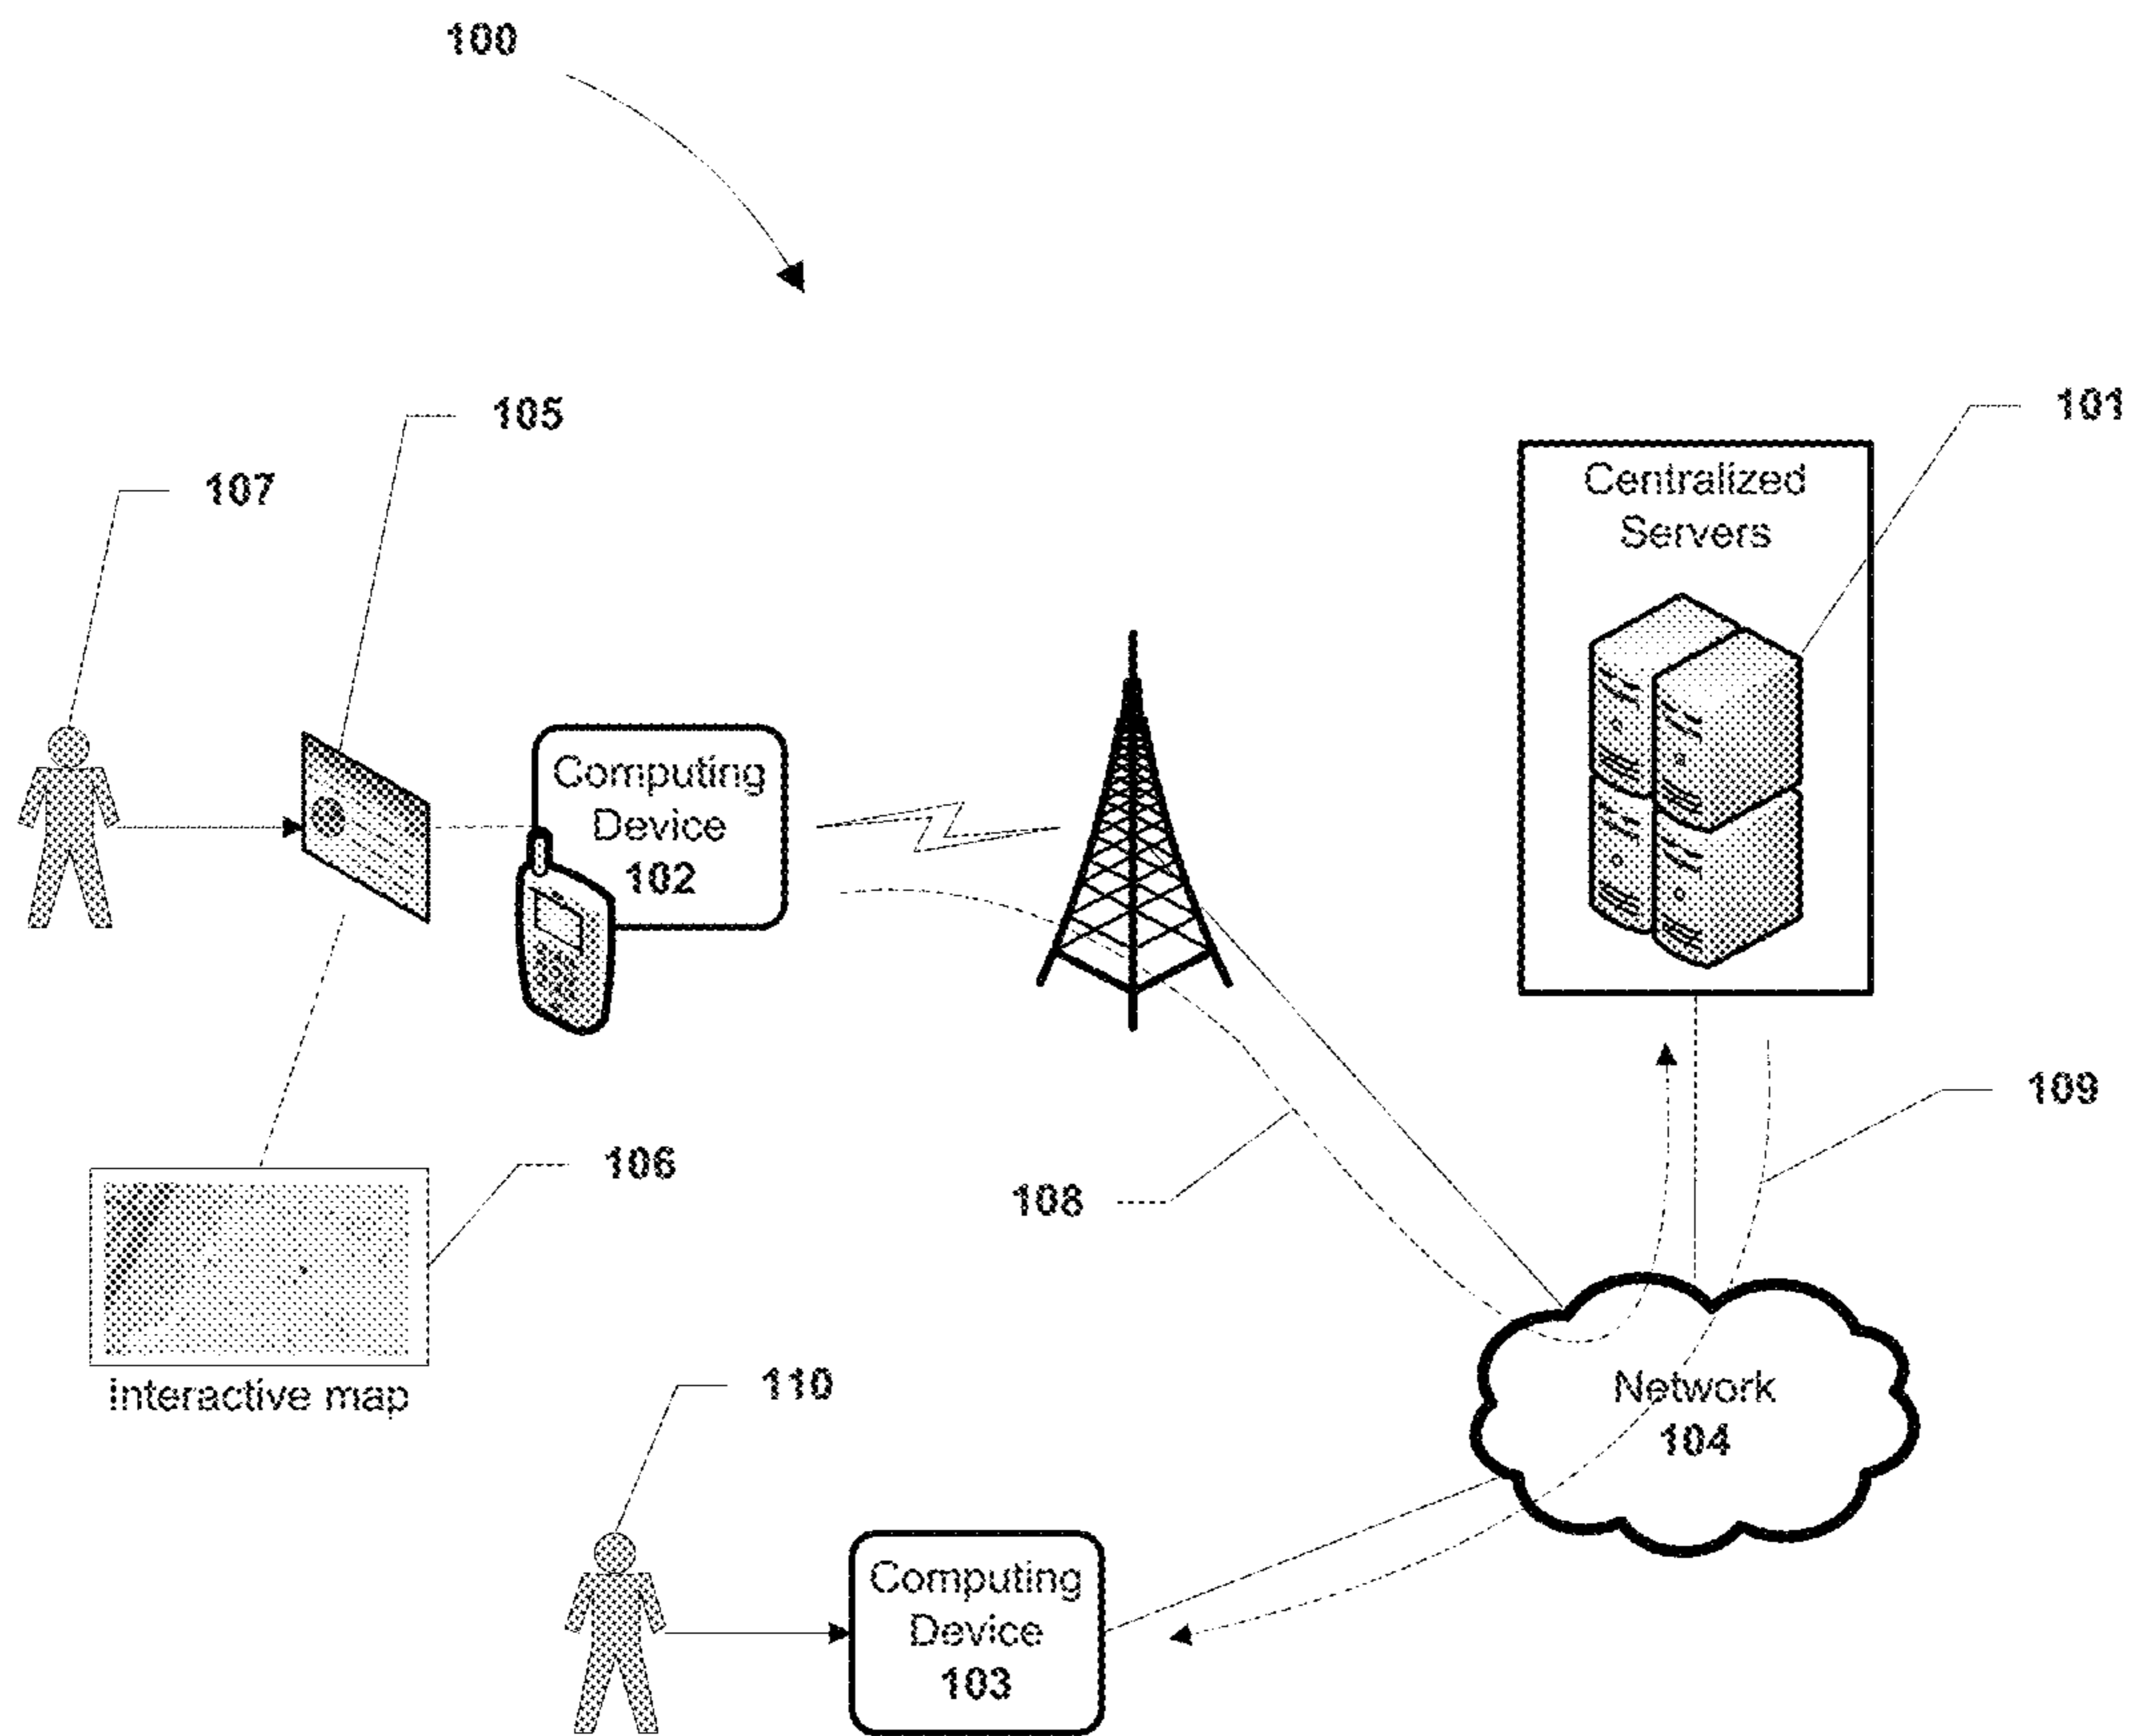 100
105
101
107
Centralized
Servers
Computing
Device
102
109
106
108
interactive map
110
Network
104
Computing
Device
103